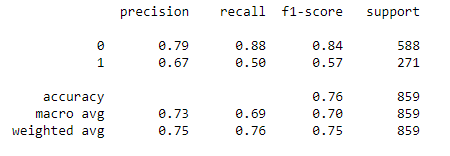 precision recall f1-score support
0 0.79 0.88 0.84 588
1 0.67 0.50 0.57 271
accuracy 0.76 859
macro avg 0.73 0.69 0.70 859
weighted avg 0.75 0.76 0.75 859